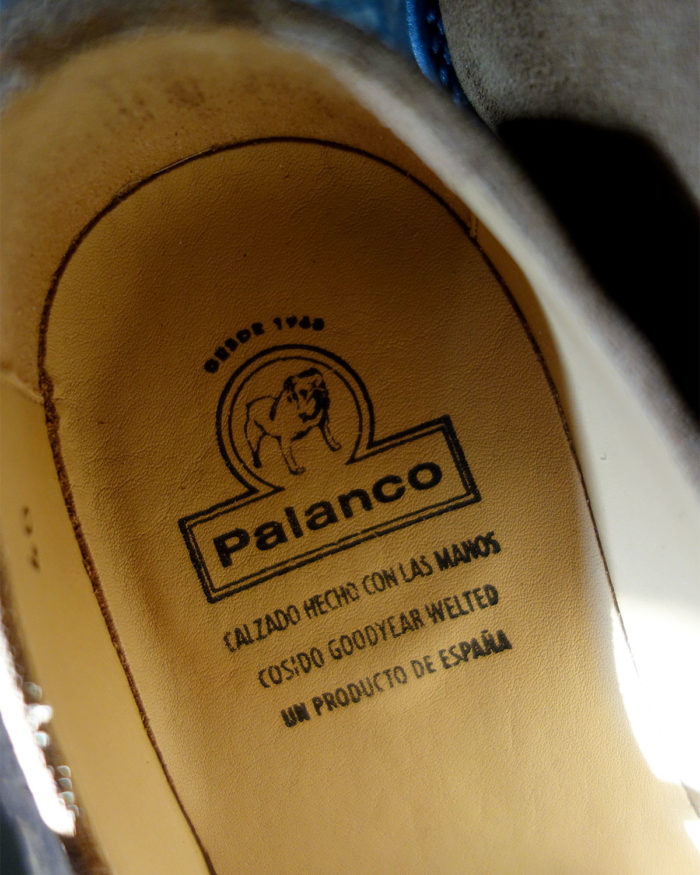 DESDE 1948
Palanco
CALZADO HECHO CON LAS MANOS
COSIDO GOODYEAR WELTED
UN PRODUCTO DE ESPAÑA